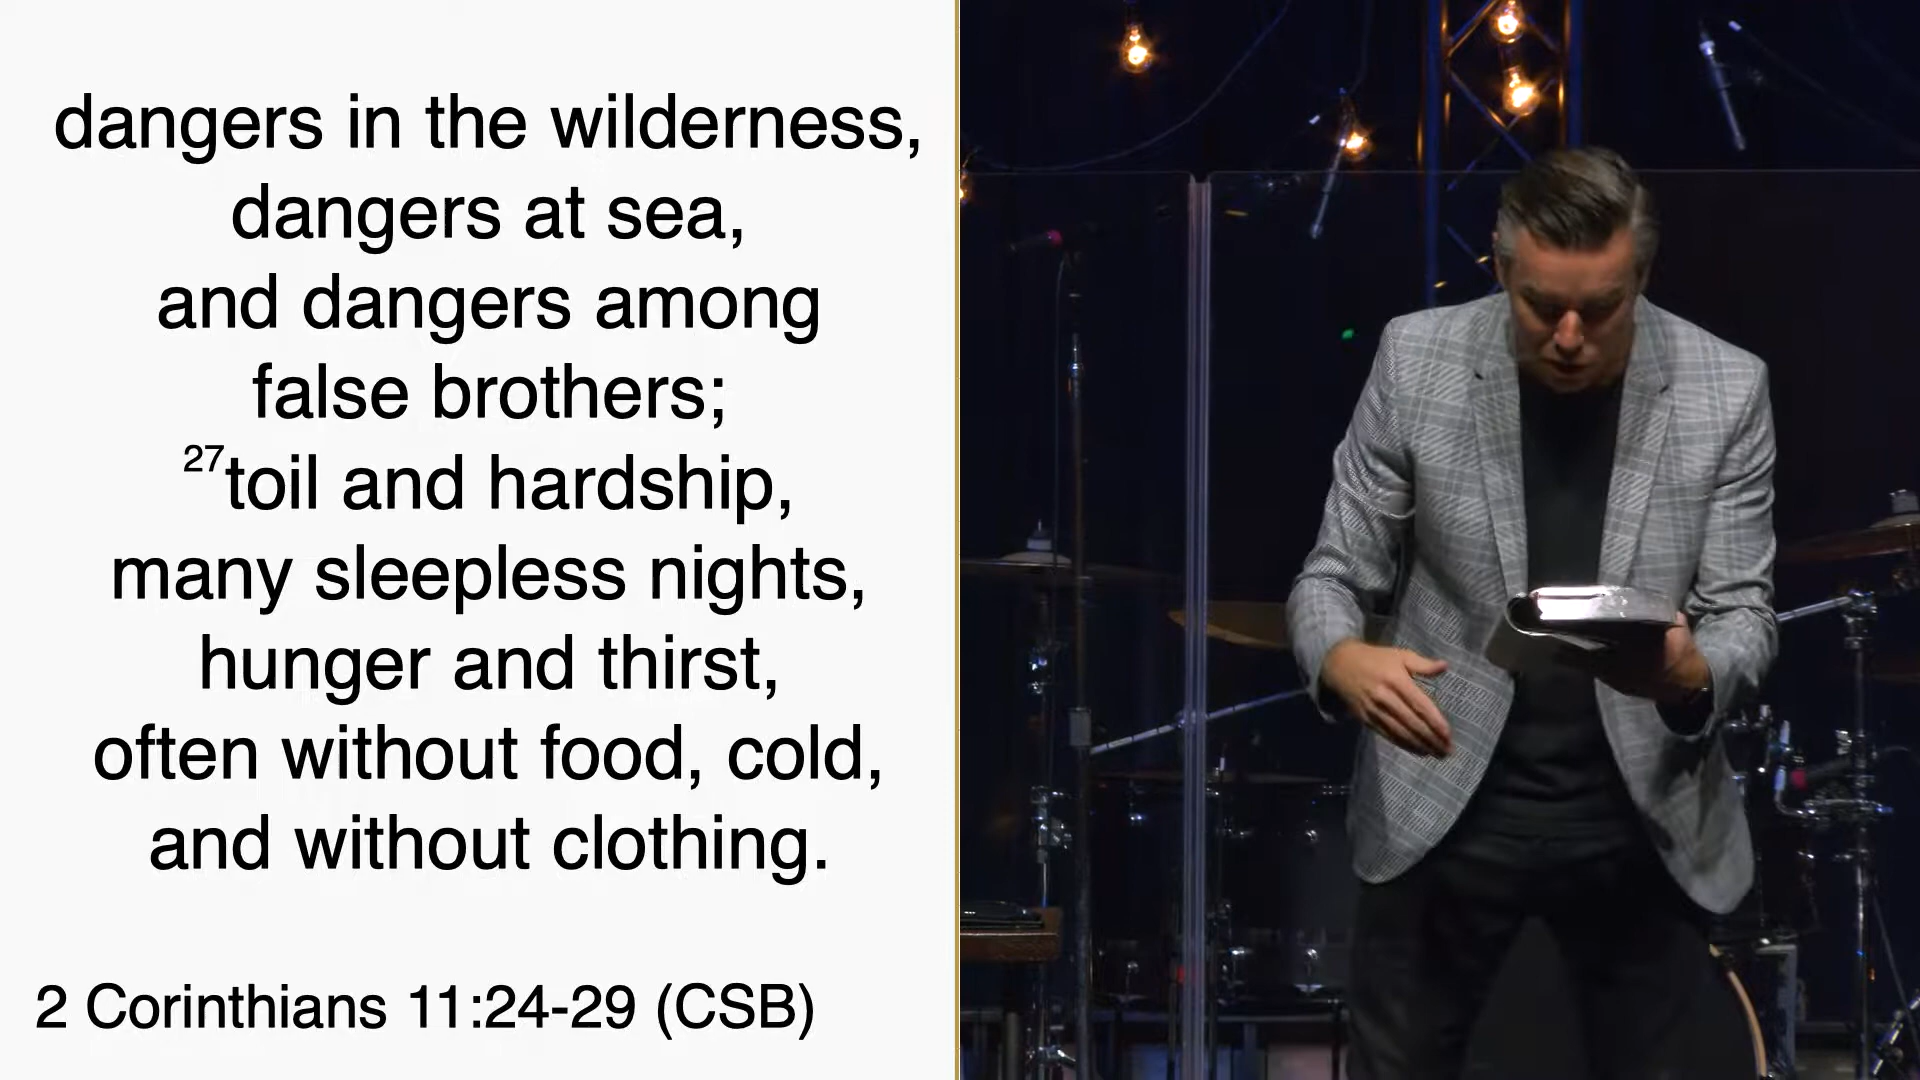 dangers in the wilderness,
dangers at sea,
and dangers among
false brothers;
27toil and hardship,
many sleepless nights,
hunger and thirst,
often without food, cold,
and without clothing.
2 Corinthians 11:24-29 (CSB)